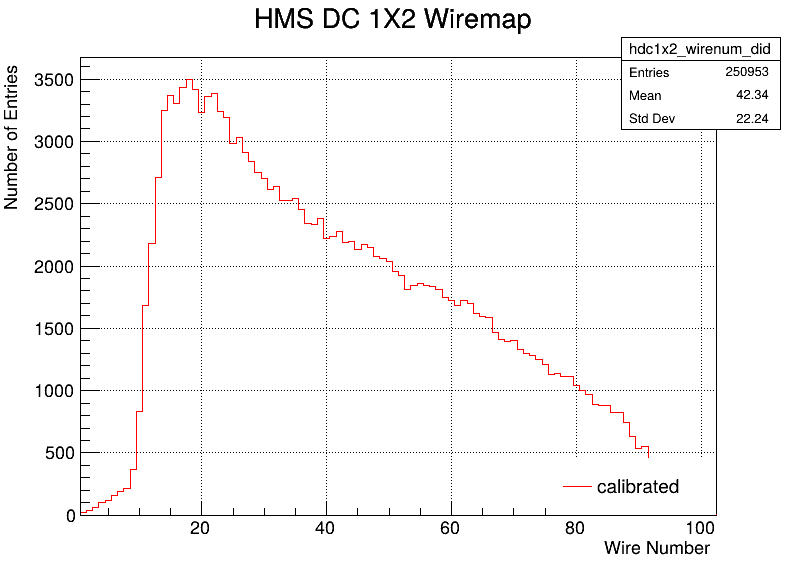 HMS DC 1X2 Wiremap
hdc1x2_wirenum_did
Entries 250953
Mean 42.34
Std Dev 22.24
Number of Entries
3500
3000
2500
2000
1500
1000
500
0
20 40 60 80 100
Wire Number
calibrated